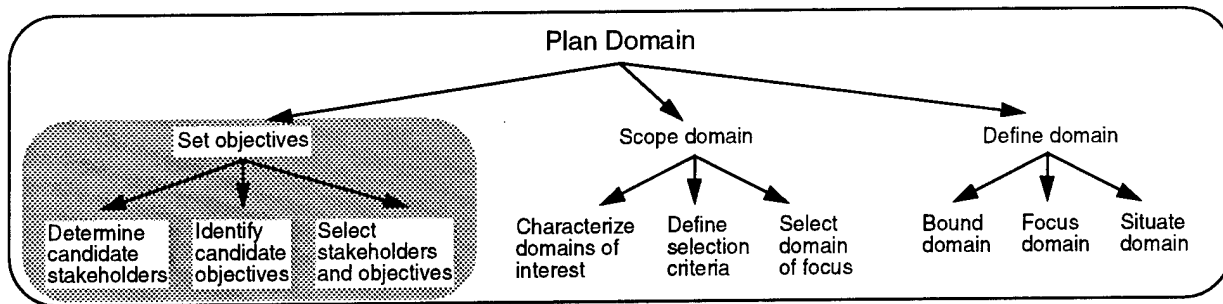 Plan Domain
Set objectives
Scope domain
Define domain
Determine
candidate
stakeholders
Identify
candidate
objectives
Select
stakeholders
and objectives
Characterize
domains of
interest
Define
selection
criteria
Select
domain
of focus
Bound
domain
Focus
domain
Situate
domain